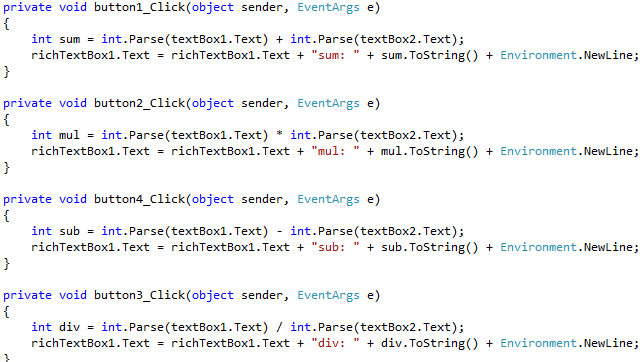 private void button1_Click(object sender, EventArgs e)
{
    int sum = int.Parse(textBox1.Text) + int.Parse(textBox2.Text);
    richTextBox1.Text = richTextBox1.Text + "sum: " + sum.ToString() + Environment.NewLine;
}

private void button2_Click(object sender, EventArgs e)
{
    int mul = int.Parse(textBox1.Text) * int.Parse(textBox2.Text);
    richTextBox1.Text = richTextBox1.Text + "mul: " + mul.ToString() + Environment.NewLine;
}

private void button4_Click(object sender, EventArgs e)
{
    int sub = int.Parse(textBox1.Text) - int.Parse(textBox2.Text);
    richTextBox1.Text = richTextBox1.Text + "sub: " + sub.ToString() + Environment.NewLine;
}

private void button3_Click(object sender, EventArgs e)
{
    int div = int.Parse(textBox1.Text) / int.Parse(textBox2.Text);
    richTextBox1.Text = richTextBox1.Text + "div: " + div.ToString() + Environment.NewLine;
}